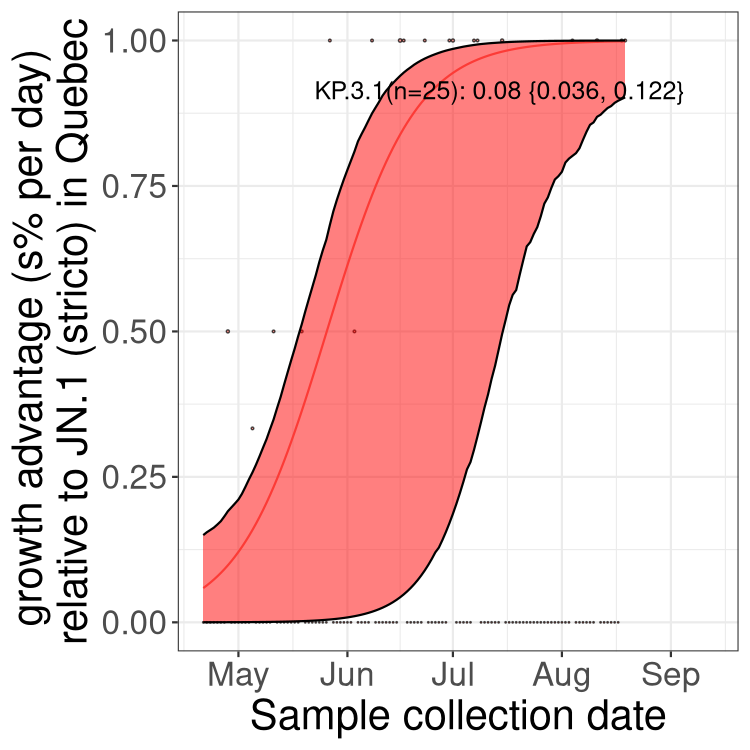 growth advantage (s% per day)
relative to JN.1 (stricto) in Quebec
1.00
0.75
0.50
0.25
0.00
KP.3.1(n=25): 0.08 {0.036, 0.122}
May Jun Jul Aug Sep
Sample collection date